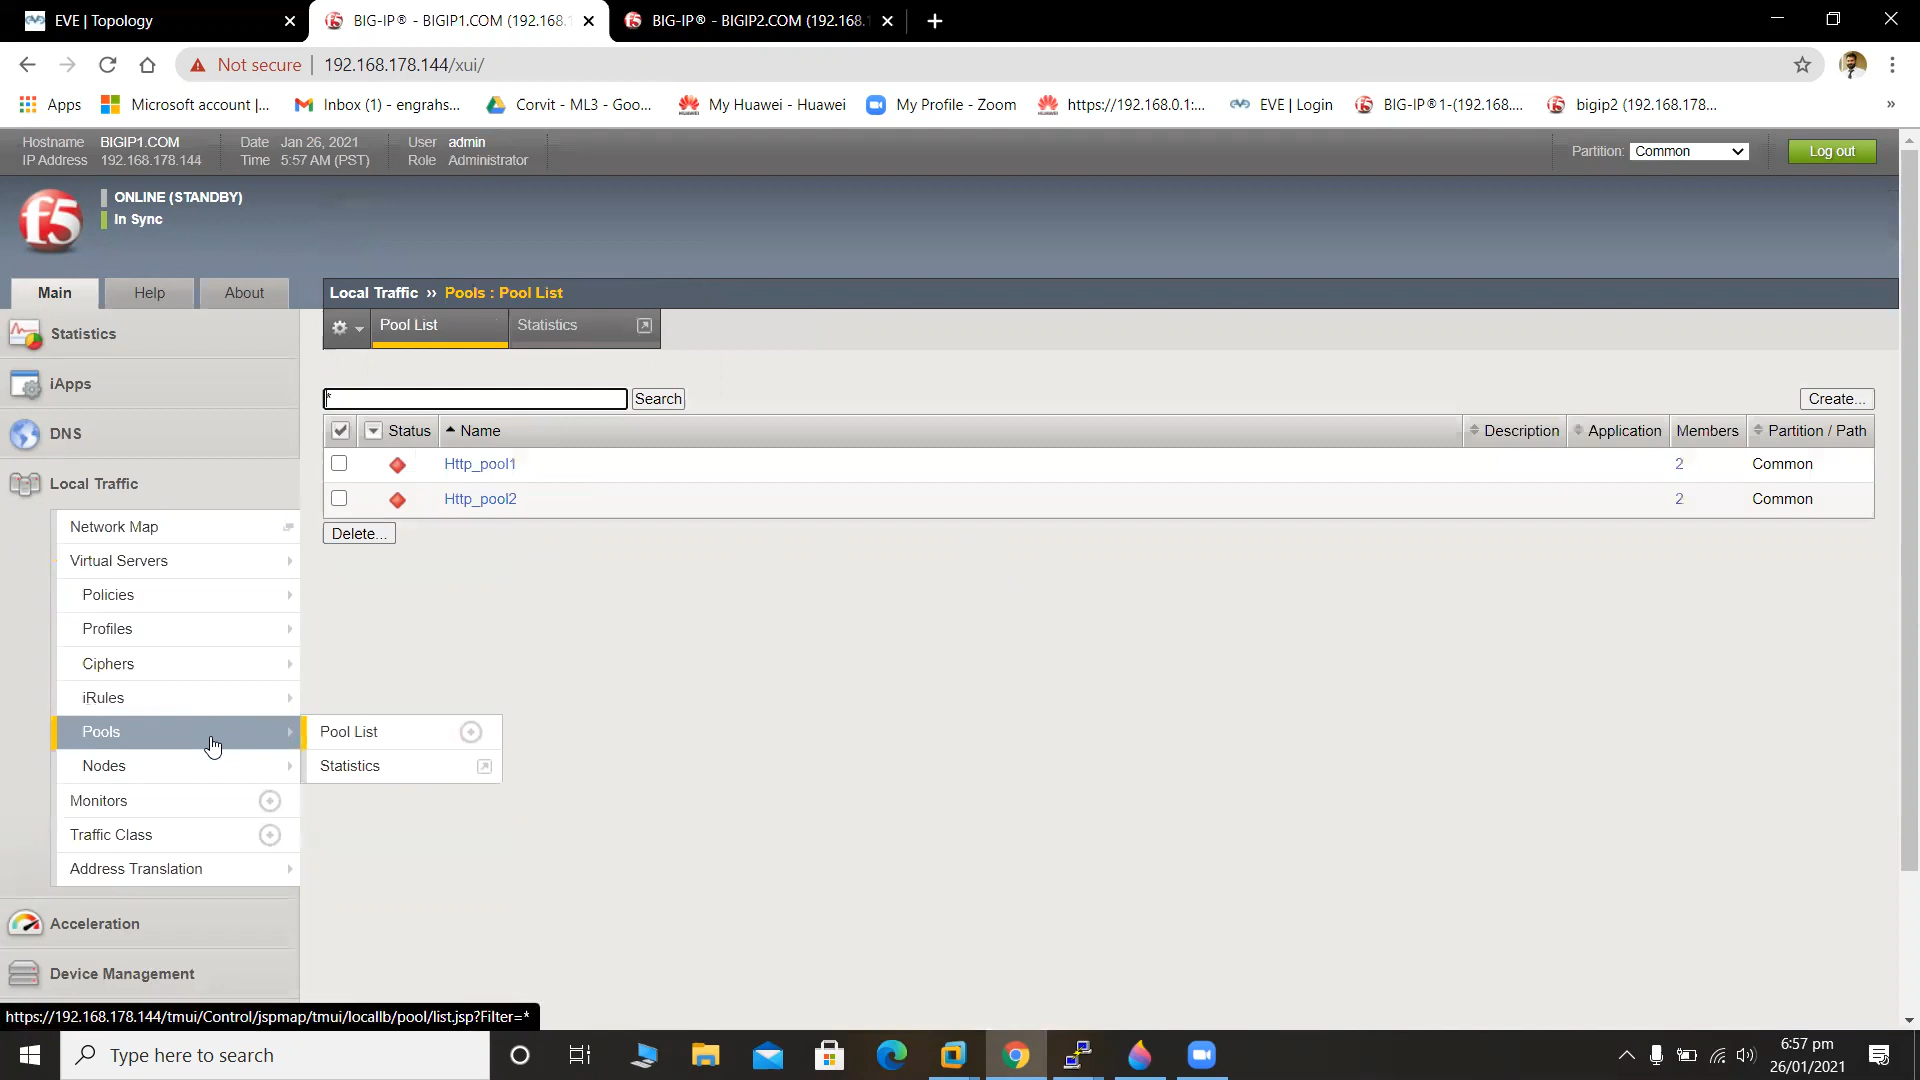 EVE | Topology
BIG-IP® - BIGIP1.COM (192.168.
BIG-IP® - BIGIP2.COM (192.168.
Not secure
192.168.178.144/xui/
Apps
Microsoft account |...
Inbox (1) - engrahs...
Corvit - ML3 - Goo...
My Huawei - Huawei
My Profile - Zoom
https://192.168.0.1:...
EVE | Login
BIG-IP®1-(192.168....
bigip2 (192.168.178...
»
Hostname BIGIP1.COM
IP Address 192.168.178.144
Date Jan 26, 2021
Time 5:57 AM (PST)
User admin
Role Administrator
Partition: Common
Log out
f5
ONLINE (STANDBY)
In Sync
Main
Help
About
Local Traffic ›› Pools : Pool List
Pool List
Statistics
Statistics
iApps
DNS
Local Traffic
Network Map
Virtual Servers
Policies
Profiles
Ciphers
iRules
Pools
Nodes
Monitors
Traffic Class
Address Translation
Acceleration
Device Management
Pool List
Statistics
*
Search
Create...
Status Name Description Application Members Partition / Path
Http_pool1 2 Common
Http_pool2 2 Common
Delete...
https://192.168.178.144/tmui/Control/jspmap/tmui/locallb/pool/list.jsp?Filter=*
Type here to search
6:57 pm
26/01/2021